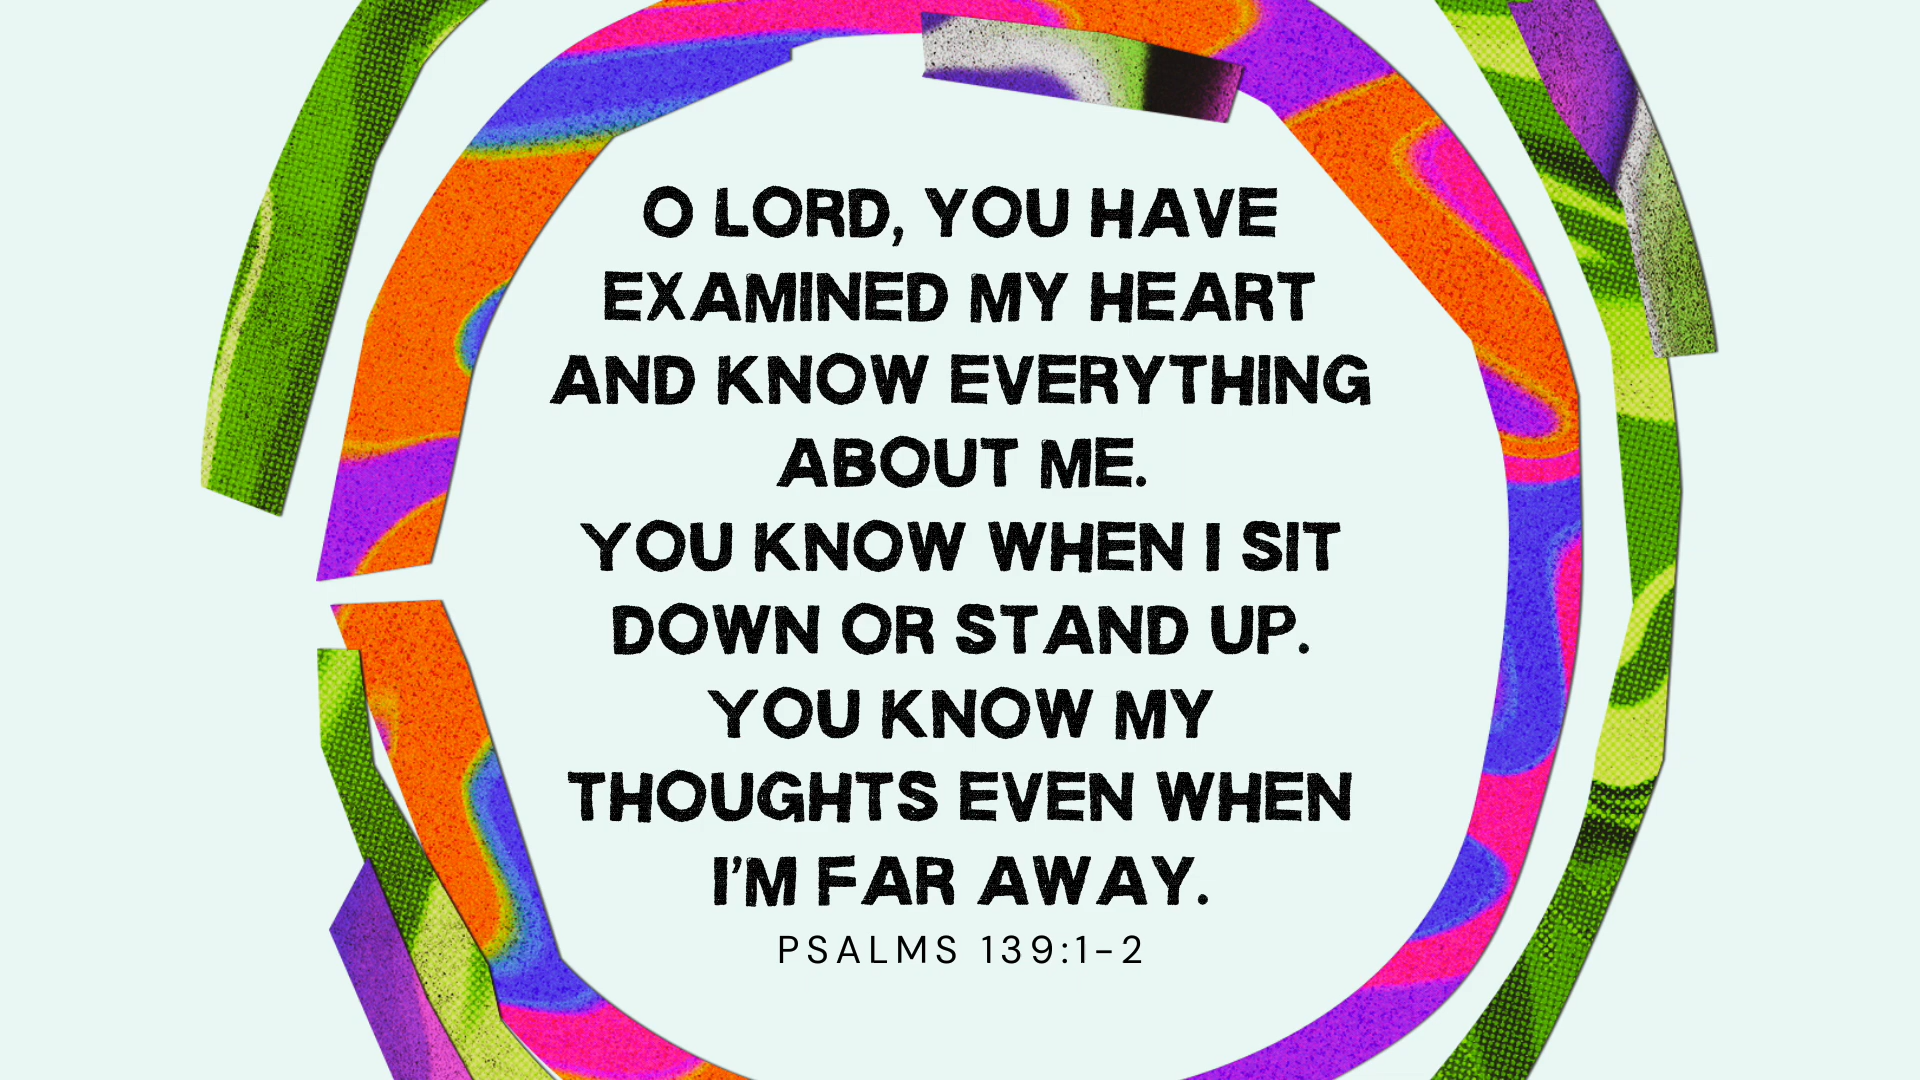 O LORD, YOU HAVE
EXAMINED MY HEART
AND KNOW EVERYTHING
ABOUT ME.
YOU KNOW WHEN I SIT
DOWN OR STAND UP.
YOU KNOW MY
THOUGHTS EVEN WHEN
I'M FAR AWAY.
PSALMS 139:1-2